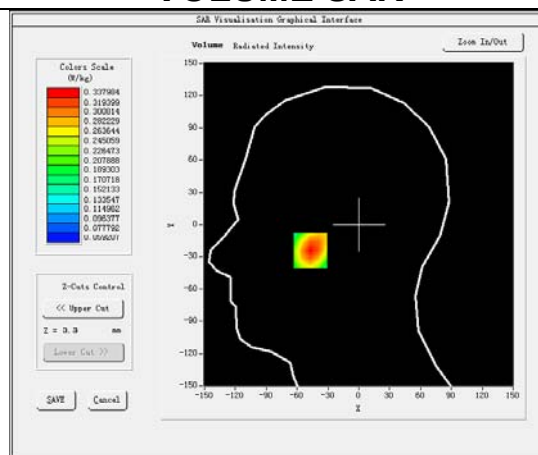 VOLUME SAR
SAR Visualisation Graphical Interface
Volume Radiated Intensity
Zoom In/Out
Colors Scale
(W/kg)
0.337984
0.319399
0.300814
0.282229
0.263644
0.245059
0.226473
0.207888
0.189303
0.170718
0.152133
0.133547
0.114962
0.096377
0.077792
150
120
90
60
30
0
-30
-60
-90
-120
-150
Y
-150 -120 -90 -60 -30 0 30 60 90 120 150
X
Z-Cuts Control
<< Upper Cut
Z = 3.3 mm
Lower Cut >>
SAVE Cancel